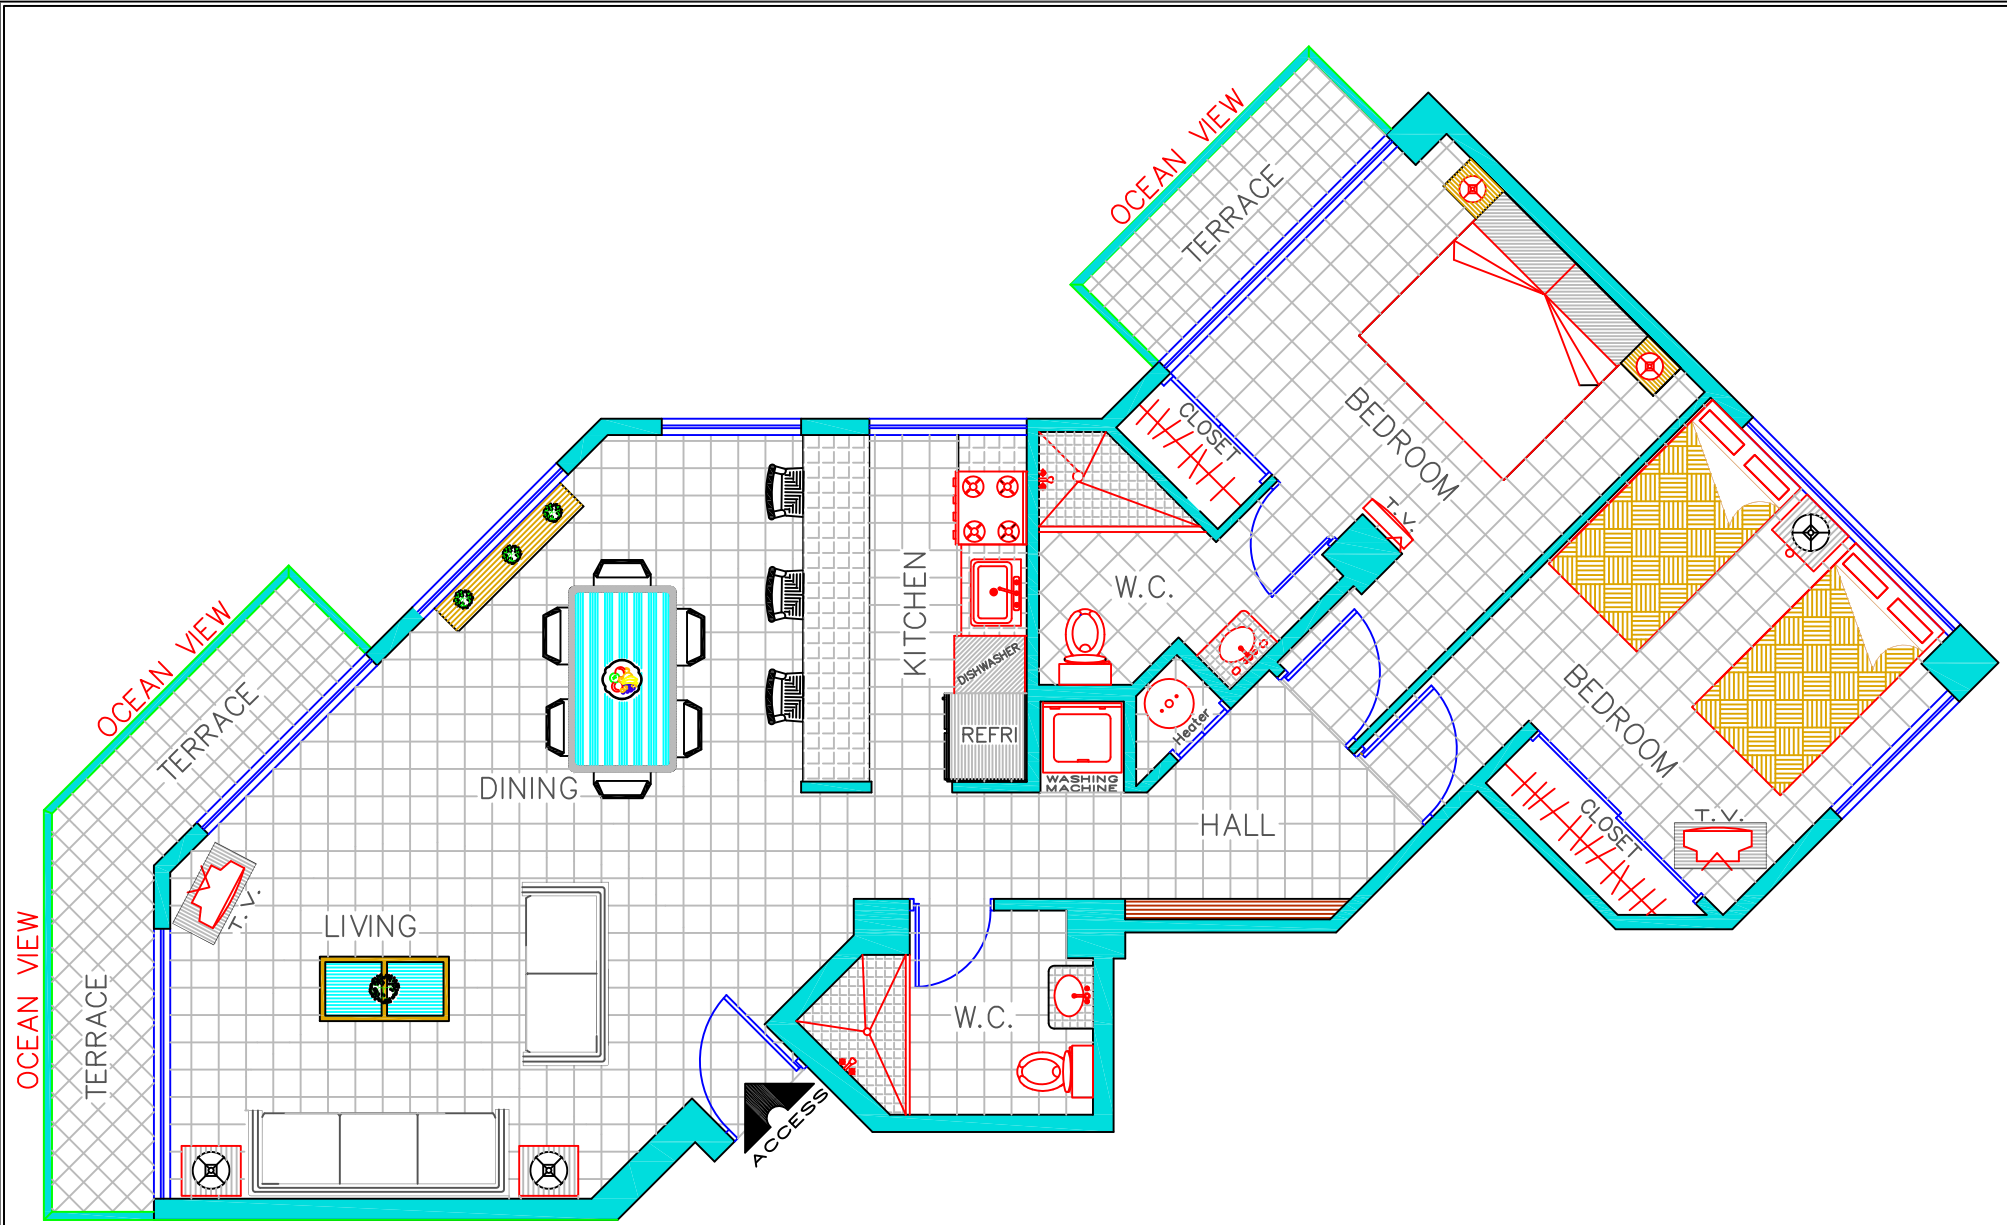 OCEAN VIEW
TERRACE
CLOSET
BEDROOM
T.V.
W.C.
KITCHEN
DISHWASHER
REFRI
WASHING
MACHINE
Heater
BEDROOM
CLOSET
T.V.
HALL
OCEAN VIEW
TERRACE
DINING
T.V.
LIVING
OCEAN VIEW
TERRACE
W.C.
ACCESS